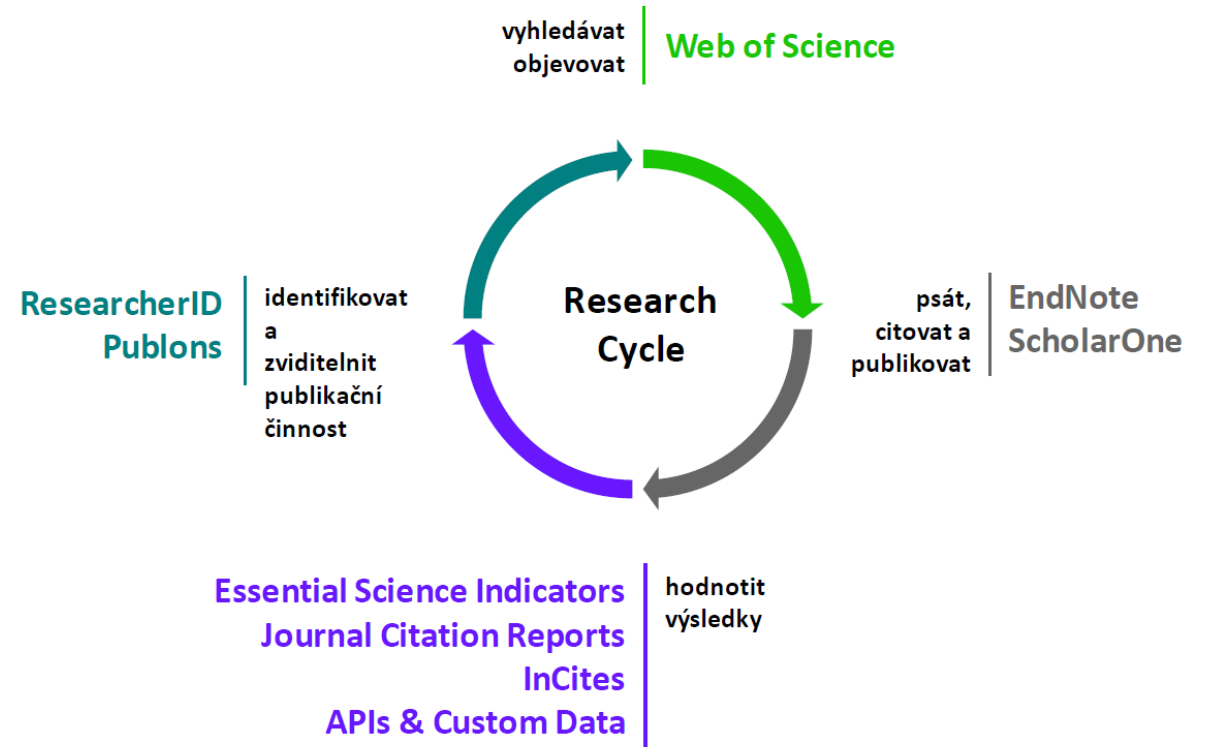 vyhledávat
objevovat
Web of Science
ResearcherID
Publons
identifikovat
a
zviditelnit
publikační
činnost
Research
Cycle
psát,
citovat a
publikovat
EndNote
ScholarOne
Essential Science Indicators
Journal Citation Reports
InCites
APIs & Custom Data
hodnotit
výsledky